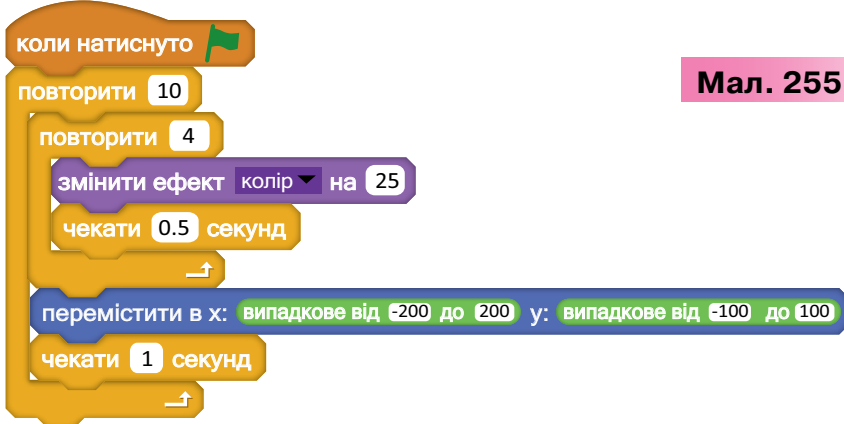 коли натиснуто
Мал. 255
повторити 10
повторити 4
змінити ефект колір на 25
чекати 0.5 секунд
перемістити в x: випадкове від -200 до 200 у: випадкове від -100 до 100
чекати 1 секунд